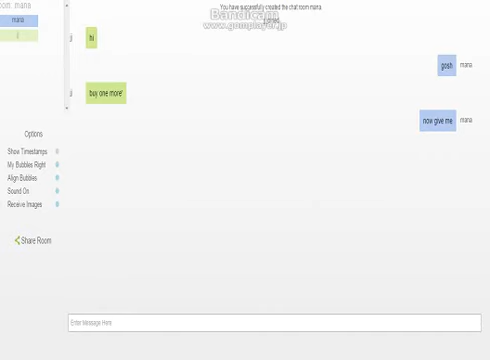 mana
You have successfully created the chat room mana.
Bandicam
www.gomplayer.jp
mana
hi
gosh mana
buy one more'
now give me mana
Options
Show Timestamps
My Bubbles Right
Align Bubbles
Sound On
Receive Images
Share Room
Enter Message Here